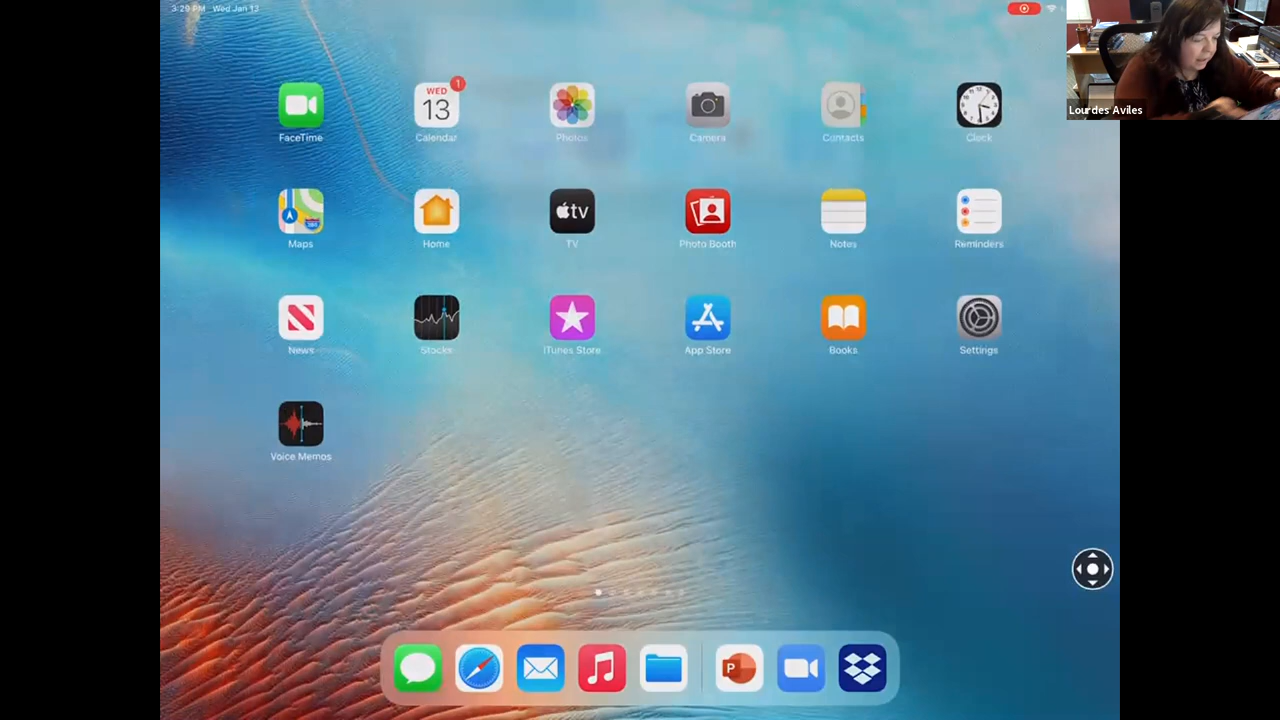 3:29 PM Wed Jan 13
Lourdes Aviles
WED 1
13
FaceTime
Calendar
Photos
Camera
Contacts
Clock
280
tv
Maps
Home
TV
Photo Booth
Notes
Reminders
News
Stocks
iTunes Store
App Store
Books
Settings
Voice Memos
P